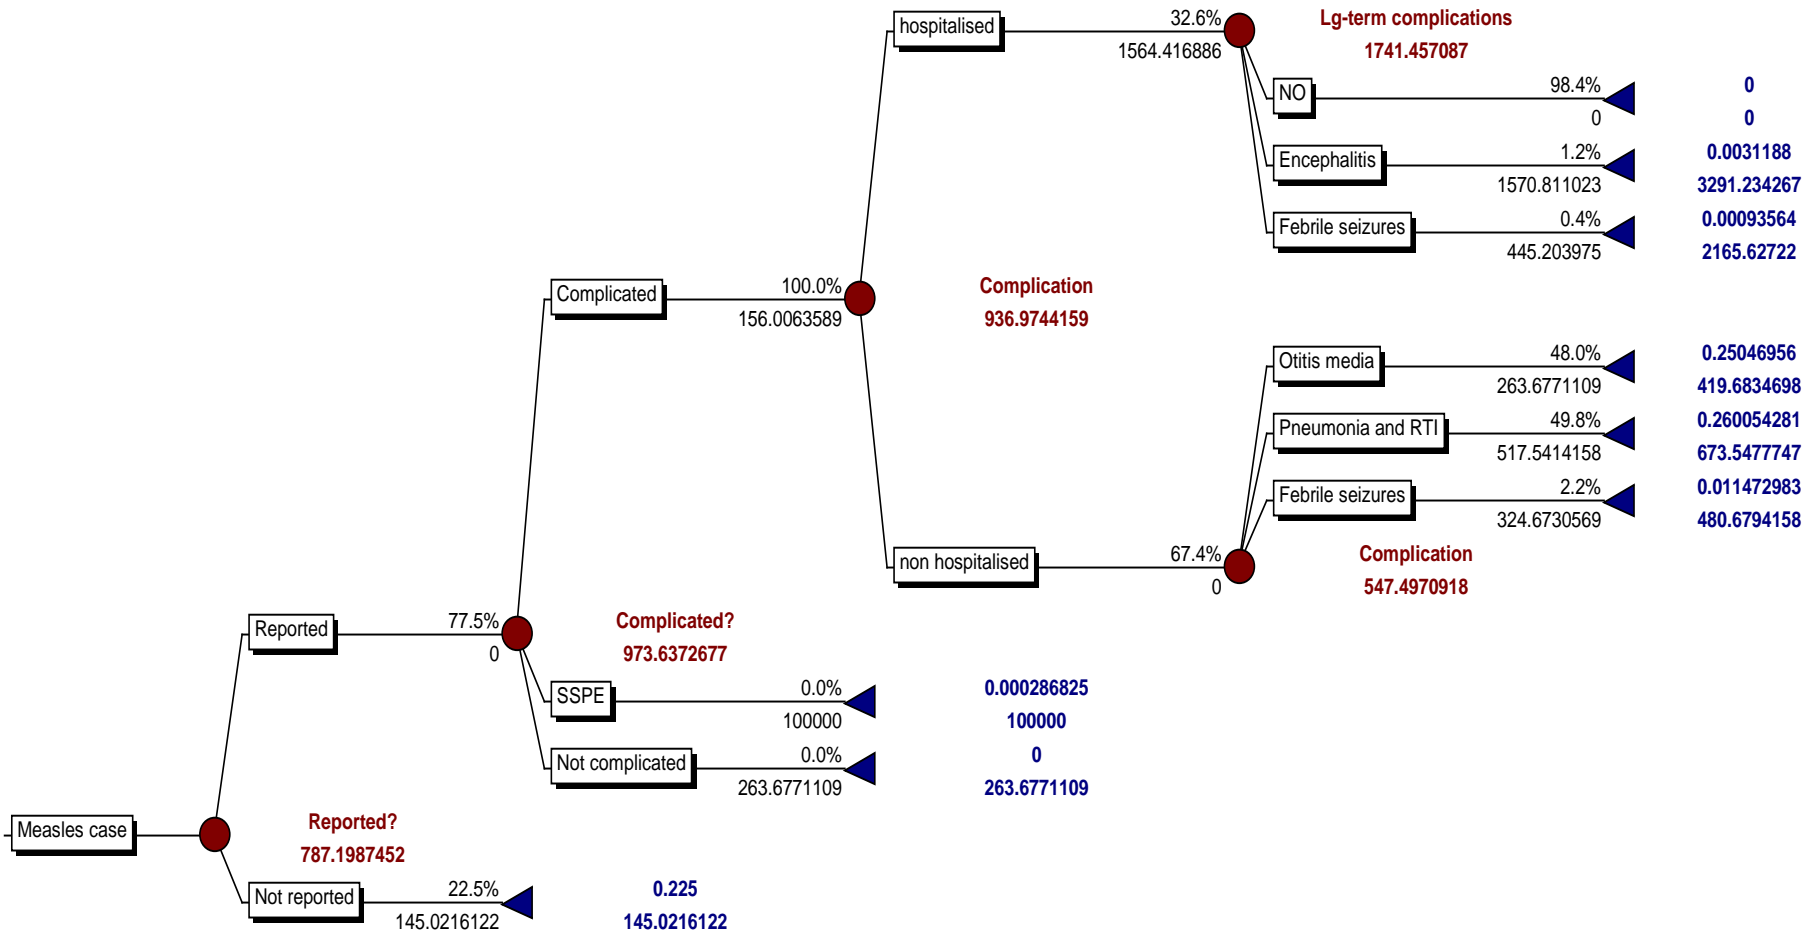 hospitalised
32.6%
1564.416886
Lg-term complications
1741.457087
NO
98.4%
0
0
0
Encephalitis
1.2%
1570.811023
0.0031188
3291.234267
Febrile seizures
0.4%
445.203975
0.00093564
2165.62722
Complicated
100.0%
156.0063589
Complication
936.9744159
Otitis media
48.0%
263.6771109
0.25046956
419.6834698
Pneumonia and RTI
49.8%
517.5414158
0.260054281
673.5477747
Febrile seizures
2.2%
324.6730569
0.011472983
480.6794158
non hospitalised
67.4%
0
Complication
547.4970918
Reported
77.5%
0
Complicated?
973.6372677
SSPE
0.0%
100000
0.000286825
100000
Not complicated
0.0%
263.6771109
0
263.6771109
Measles case
Reported?
787.1987452
Not reported
22.5%
145.0216122
0.225
145.0216122